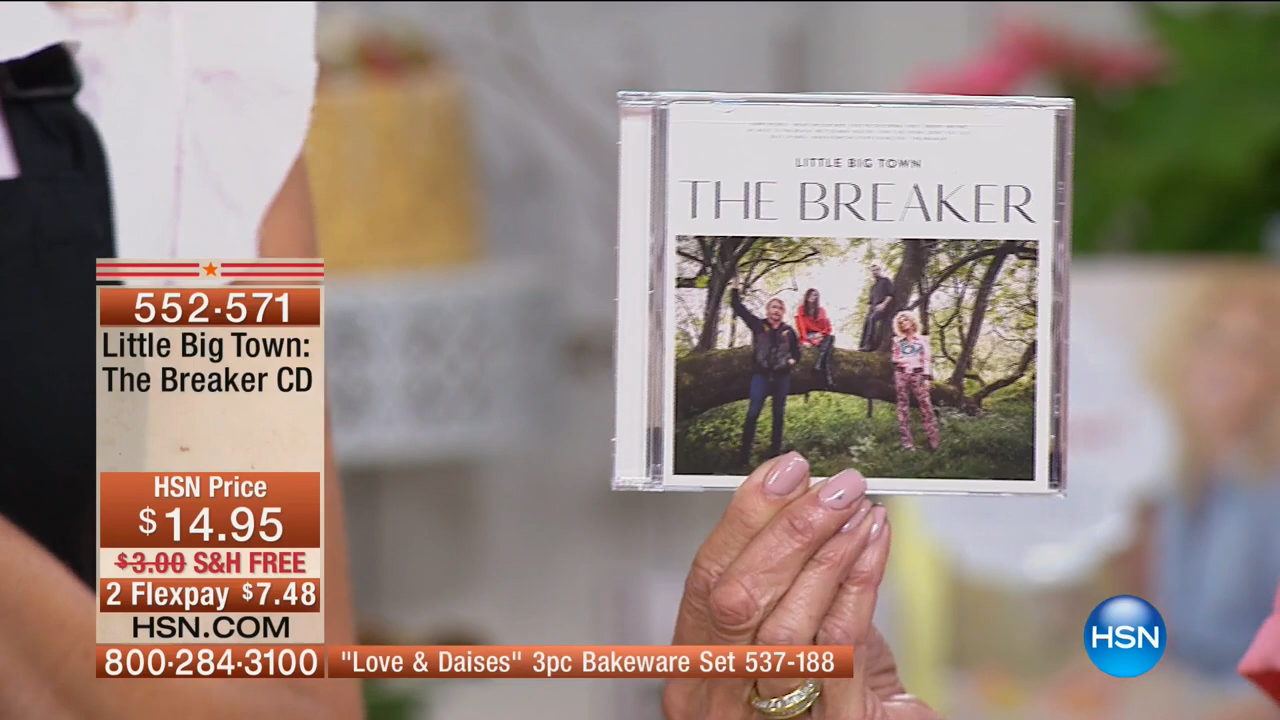 LITTLE BIG TOWN
THE BREAKER
552-571
Little Big Town:
The Breaker CD
HSN Price
$14.95
$3.00 S&H FREE
2 Flexpay $7.48
HSN.COM
800·284·3100
"Love & Daises" 3pc Bakeware Set 537-188
HSN